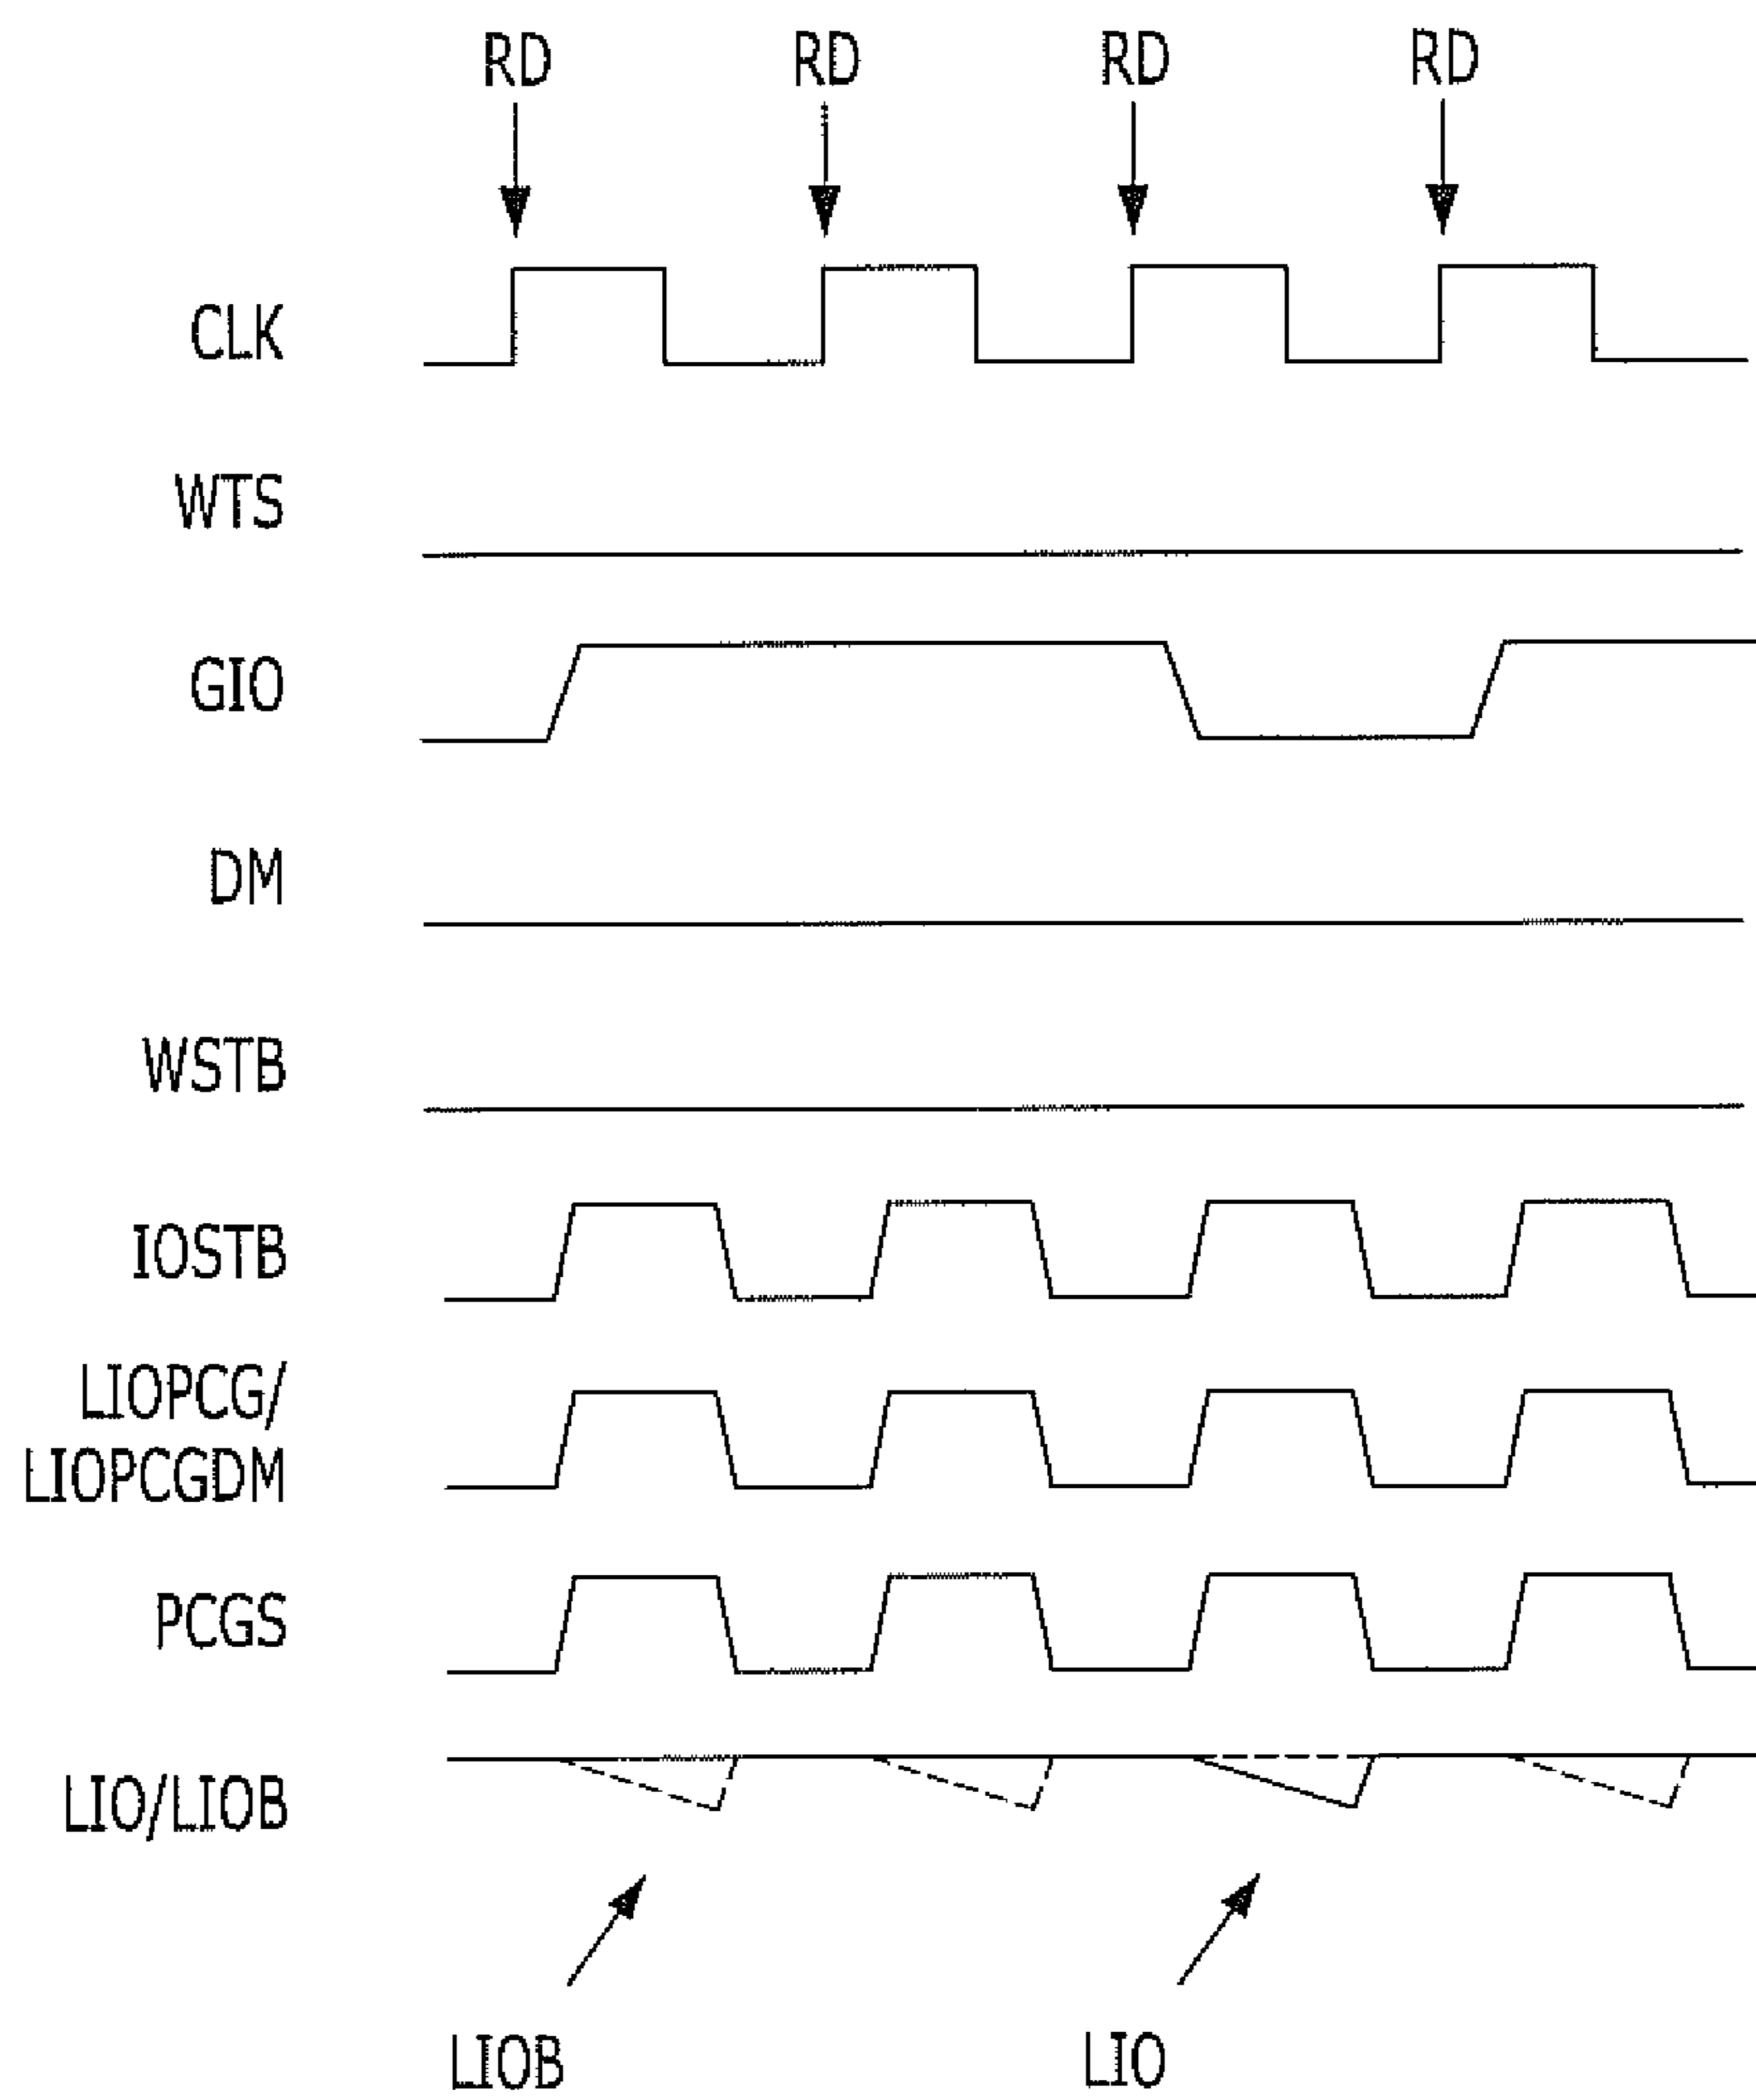 RD RD RD RD
CLK
WTS
GIO
DM
WSTB
IOSTB
LIOPCG/
LIOPCGDM
PCGS
LIO/LIOB
LIOB LIO